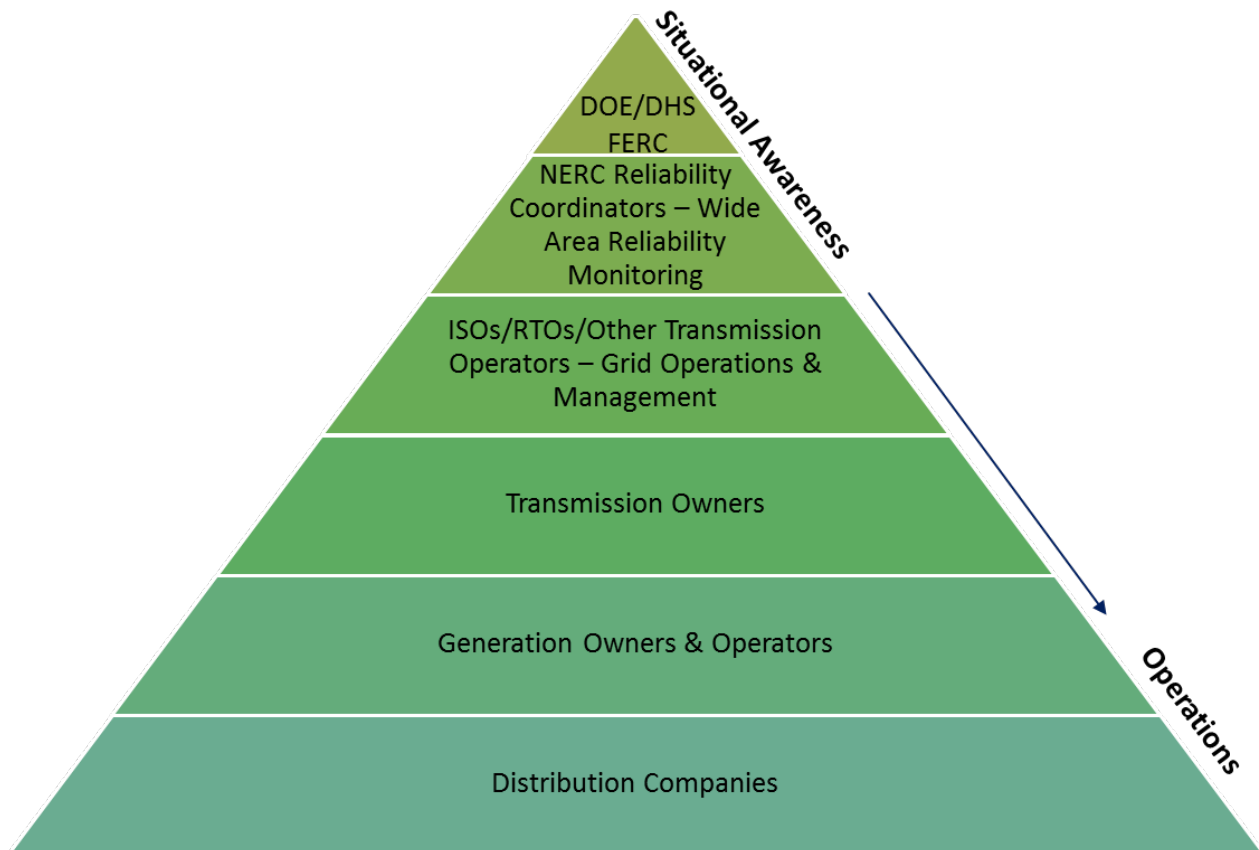 Situational Awareness
DOE/DHS
FERC
NERC Reliability
Coordinators – Wide
Area Reliability
Monitoring
ISOs/RTOs/Other Transmission
Operators – Grid Operations &
Management
Transmission Owners
Generation Owners & Operators
Operations
Distribution Companies